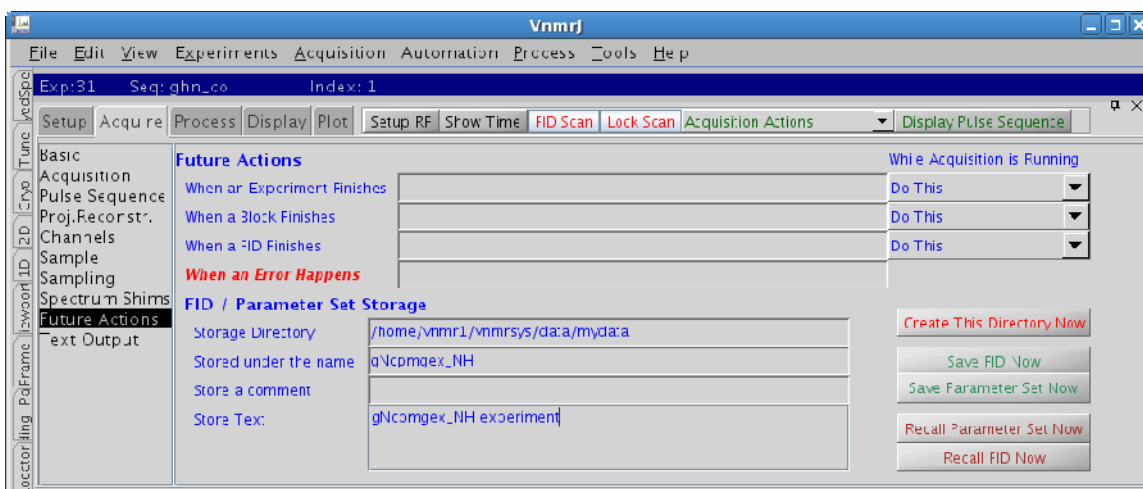 VnmrJ
File Edit View Experiments Acquisition Automation Process Tools Help
Exp:31 Seq: ghn_co Index: 1
Setup Acquire Process Display Plot Setup RF Show Time FID Scan Lock Scan Acquisition Actions Display Pulse Sequence
Tune
Cryo
2D
1D
Frame
Basic
Acquisition
Pulse Sequence
Proj.Reconstr.
Channels
Sample
Sampling
Spectrum Shims
Future Actions
Text Output
Future Actions
While Acquisition is Running
When an Experiment Finishes
Do This
When a Block Finishes
Do This
When a FID Finishes
Do This
When an Error Happens
FID / Parameter Set Storage
Storage Directory /home/vnmr1/vnmrsys/data/mydata
Create This Directory Now
Stored under the name gNcpmgex_NH
Save FID Now
Store a comment
Save Parameter Set Now
Store Text gNcpmgex_NH experiment
Recall Parameter Set Now
Recall FID Now